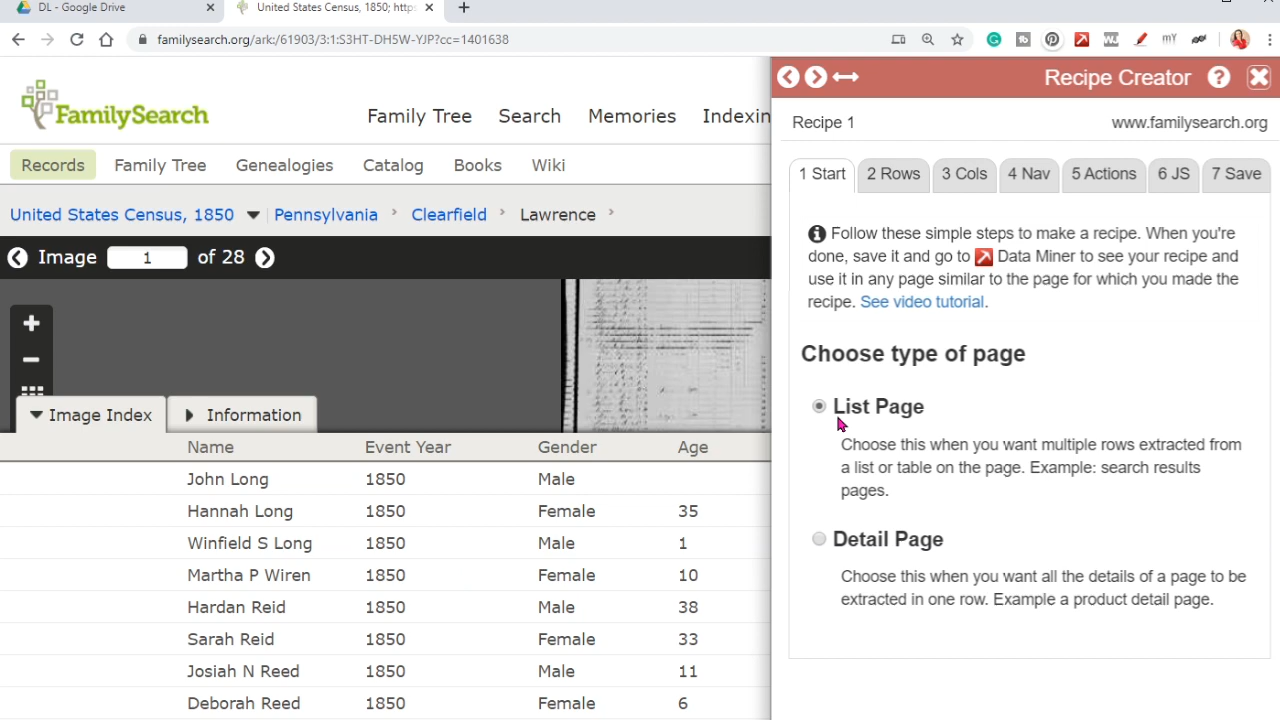 DL - Google Drive
United States Census, 1850; https
familysearch.org/ark:/61903/3:1:S3HT-DH5W-YJP?cc=1401638
FamilySearch
Family Tree Search Memories Indexin
Records Family Tree Genealogies Catalog Books Wiki
United States Census, 1850 Pennsylvania Clearfield Lawrence
Image 1 of 28
Image Index Information
Name Event Year Gender Age
John Long 1850 Male
Hannah Long 1850 Female 35
Winfield S Long 1850 Male 1
Martha P Wiren 1850 Female 10
Hardan Reid 1850 Male 38
Sarah Reid 1850 Female 33
Josiah N Reed 1850 Male 11
Deborah Reed 1850 Female 6
Recipe Creator
Recipe 1 www.familysearch.org
1 Start 2 Rows 3 Cols 4 Nav 5 Actions 6 JS 7 Save
Follow these simple steps to make a recipe. When you're
done, save it and go to Data Miner to see your recipe and
use it in any page similar to the page for which you made the
recipe. See video tutorial.
Choose type of page
List Page
Choose this when you want multiple rows extracted from
a list or table on the page. Example: search results
pages.
Detail Page
Choose this when you want all the details of a page to be
extracted in one row. Example a product detail page.